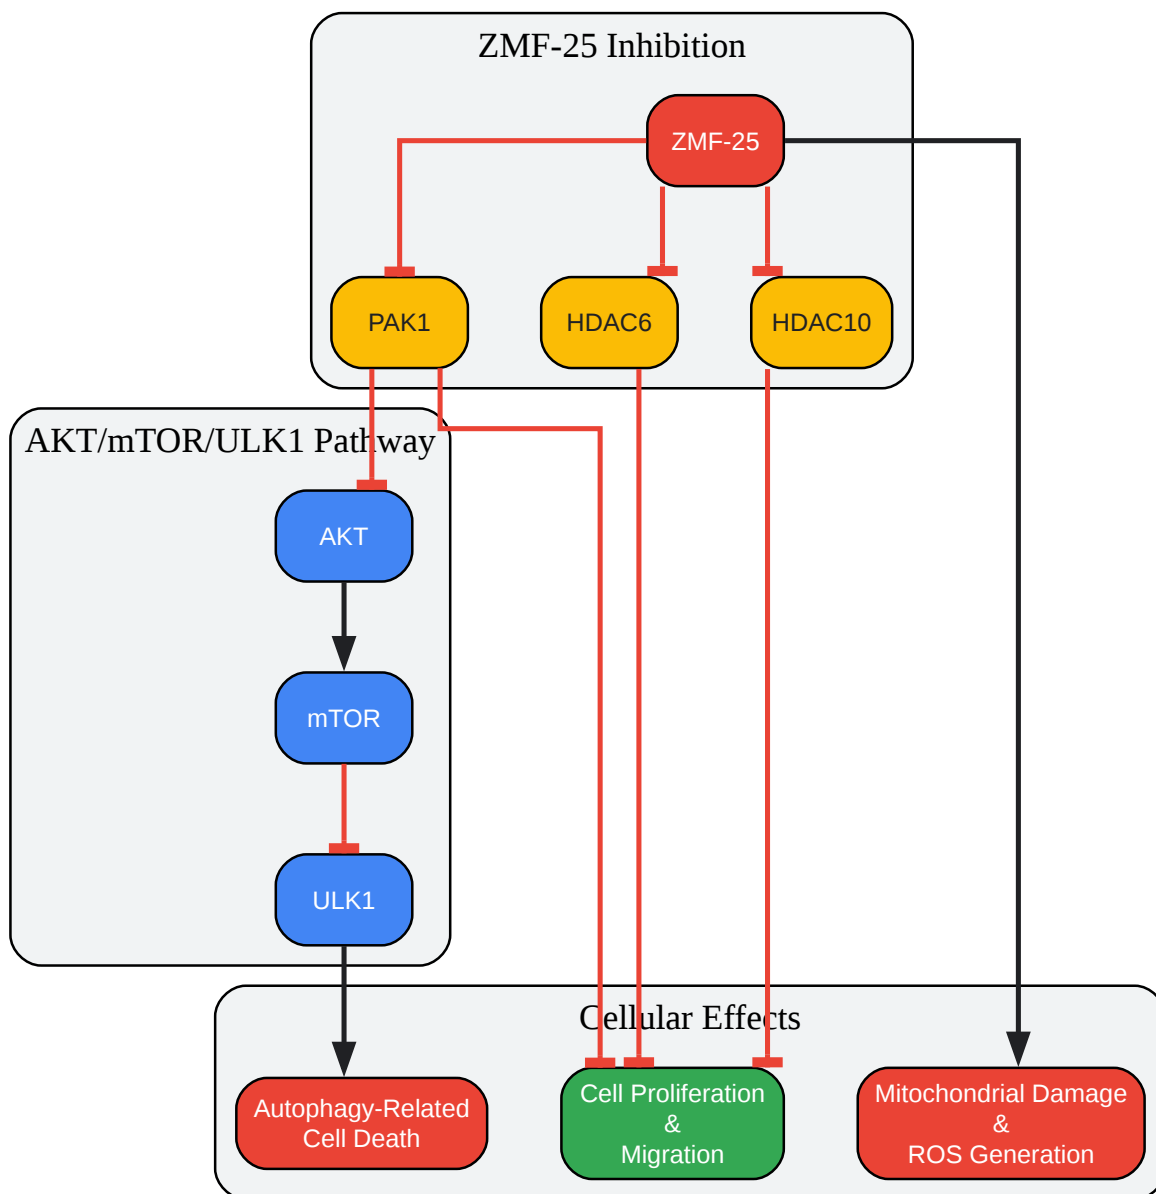 ZMF-25 Inhibition
ZMF-25
PAK1
HDAC6
HDAC10
AKT/mTOR/ULK1 Pathway
AKT
mTOR
ULK1
Cellular Effects
Autophagy-Related
Cell Death
Cell Proliferation
&
Migration
Mitochondrial Damage
&
ROS Generation